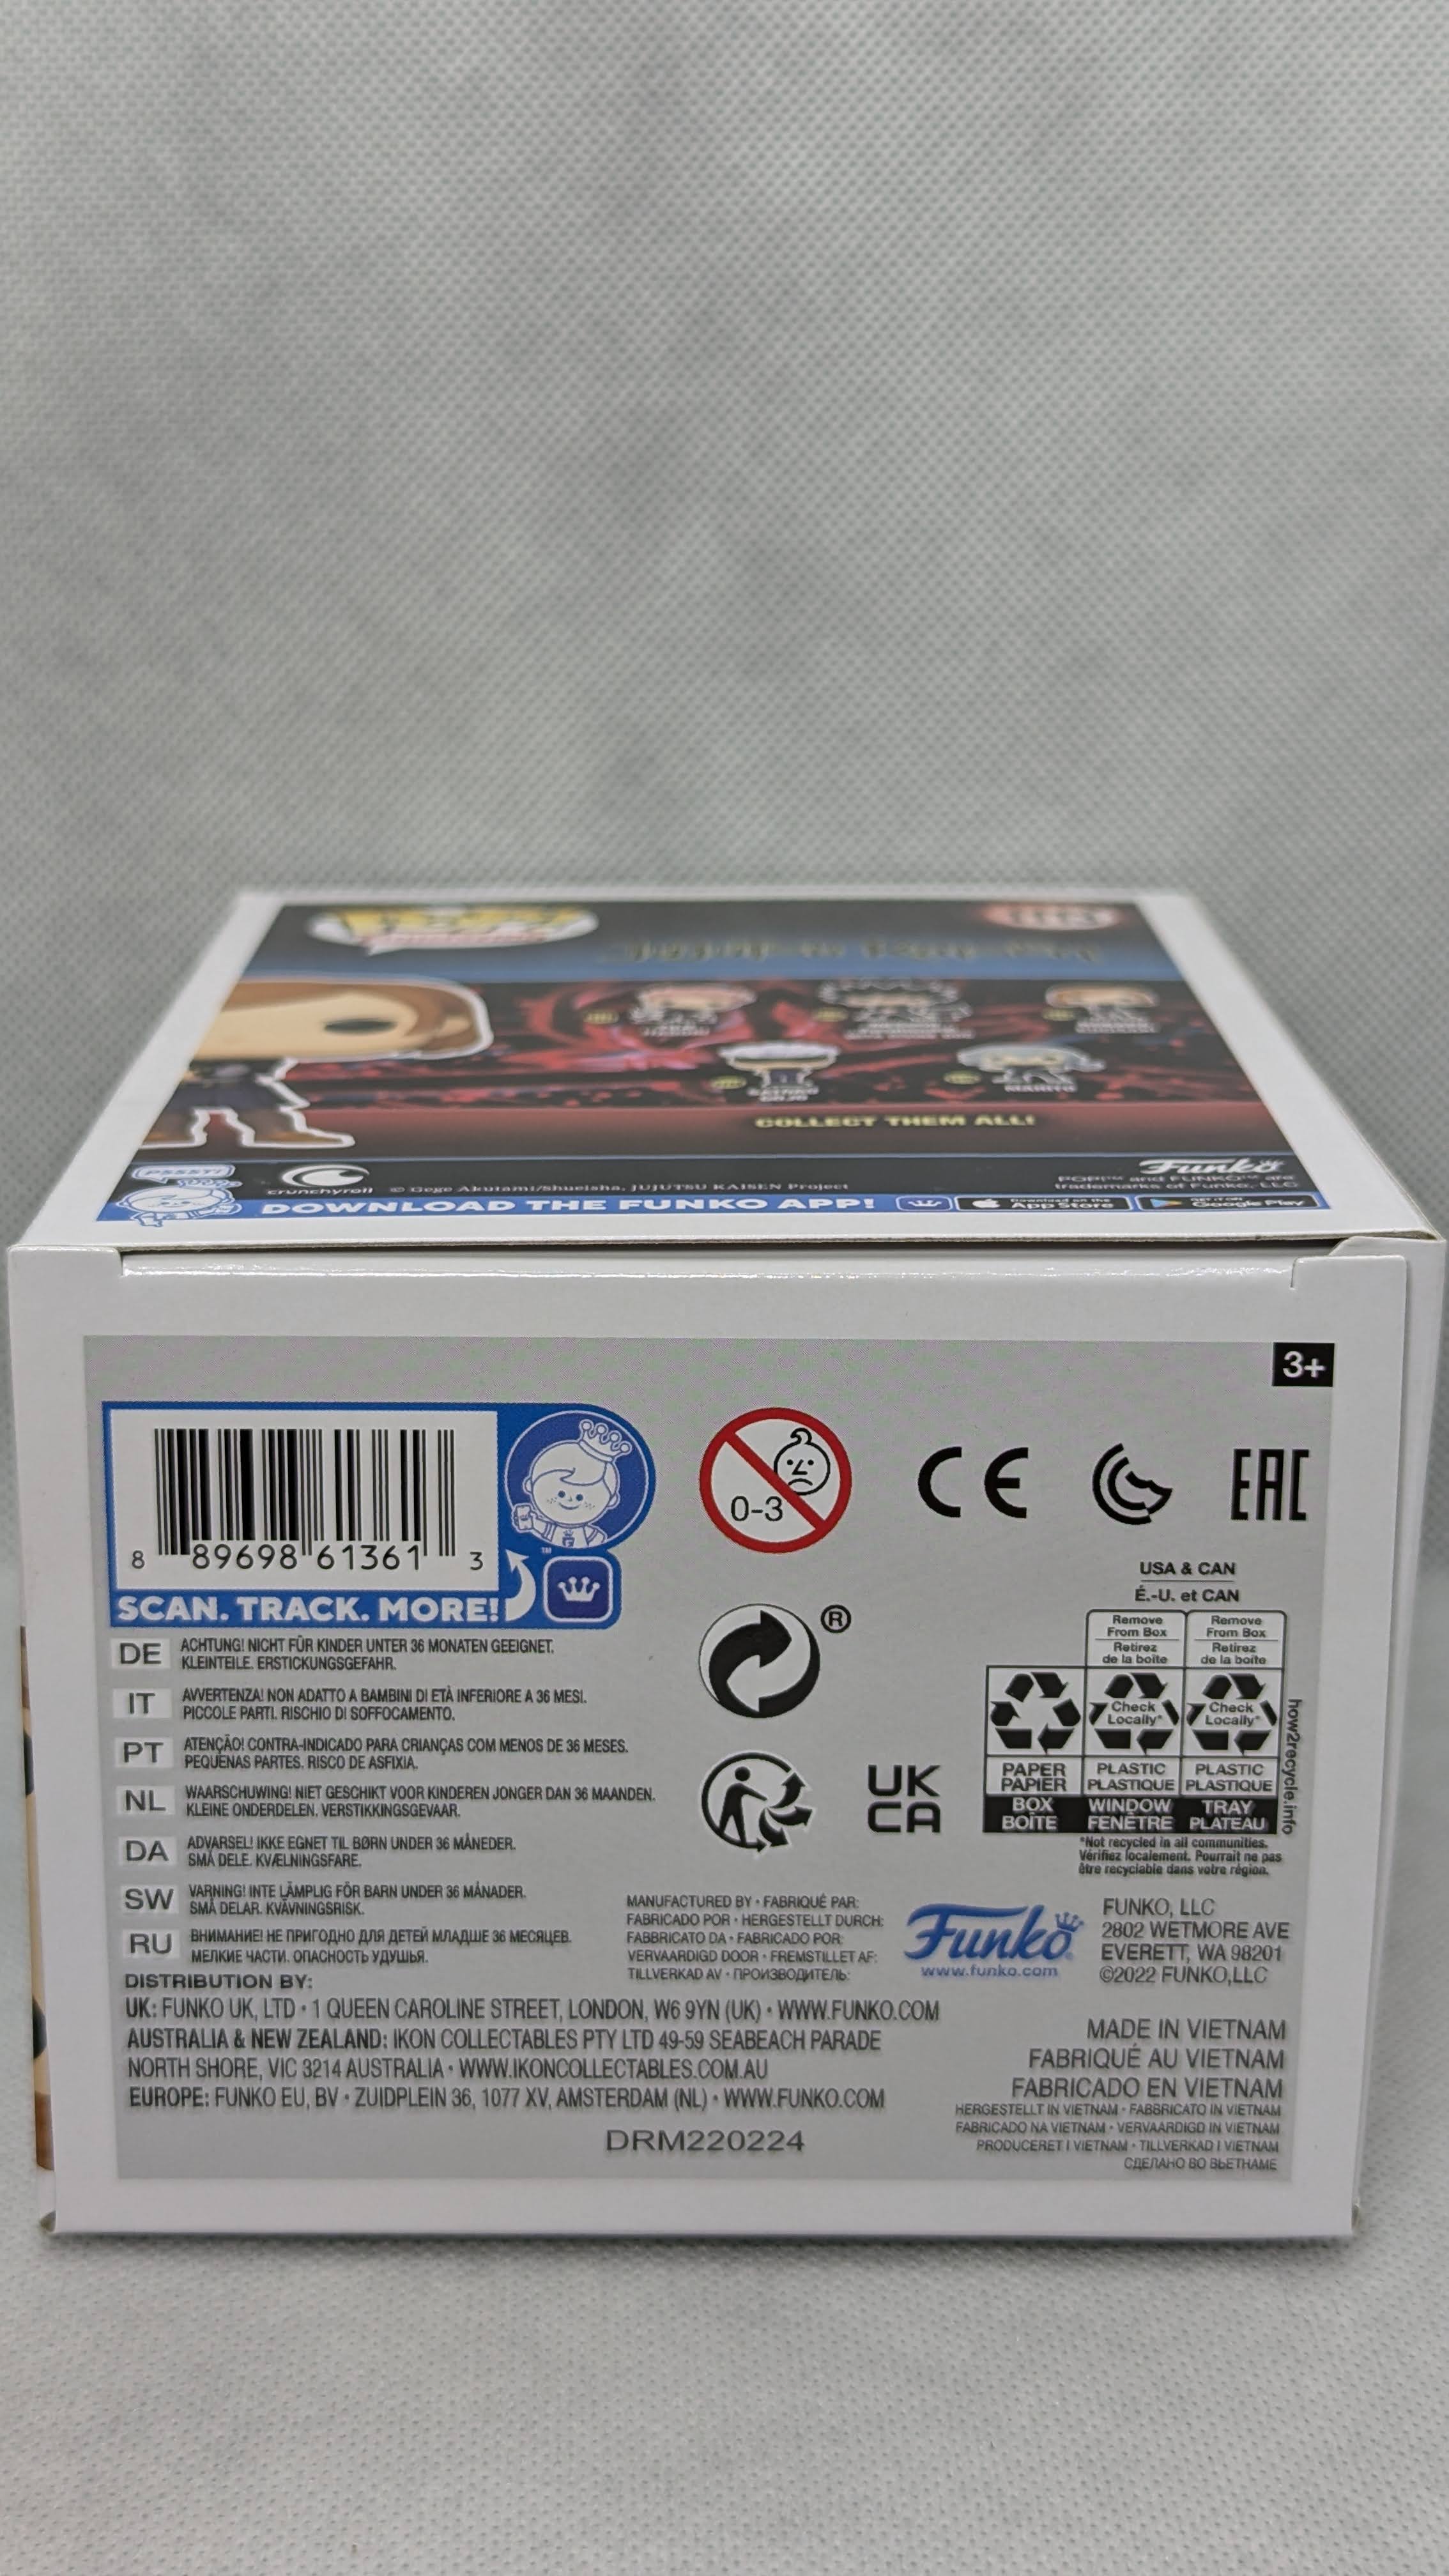 COLLECT THEM ALL!
PSSST!
crunchyroll
© Gege Akutami/Shueisha, JUJUTSU KAISEN Project
Funko
POP!™ and FUNKO™ are
trademarks of Funko, LLC
DOWNLOAD THE FUNKO APP!
Download on the
App Store
GET IT ON
Google Play
3+
8 89698 61361 3
™
SCAN. TRACK. MORE!
0-3
CE
EAC
®
UK
CA
USA & CAN
É.-U. et CAN
Remove
From Box
Retirez
de la boîte
Remove
From Box
Retirez
de la boîte
Check
Locally*
Check
Locally*
PAPER
PAPIER
PLASTIC
PLASTIQUE
PLASTIC
PLASTIQUE
BOX
BOÎTE
WINDOW
FENÊTRE
TRAY
PLATEAU
how2recycle.info
*Not recycled in all communities.
Vérifiez localement. Pourrait ne pas
être recyclable dans votre région.
DE ACHTUNG! NICHT FÜR KINDER UNTER 36 MONATEN GEEIGNET.
KLEINTEILE. ERSTICKUNGSGEFAHR.
IT AVVERTENZA! NON ADATTO A BAMBINI DI ETÀ INFERIORE A 36 MESI.
PICCOLE PARTI. RISCHIO DI SOFFOCAMENTO.
PT ATENÇÃO! CONTRA-INDICADO PARA CRIANÇAS COM MENOS DE 36 MESES.
PEQUENAS PARTES. RISCO DE ASFIXIA.
NL WAARSCHUWING! NIET GESCHIKT VOOR KINDEREN JONGER DAN 36 MAANDEN.
KLEINE ONDERDELEN. VERSTIKKINGSGEVAAR.
DA ADVARSEL! IKKE EGNET TIL BØRN UNDER 36 MÅNEDER.
SMÅ DELE. KVÆLNINGSFARE.
SW VARNING! INTE LÄMPLIG FÖR BARN UNDER 36 MÅNADER.
SMÅ DELAR. KVÄVNINGSRISK.
RU ВНИМАНИЕ! НЕ ПРИГОДНО ДЛЯ ДЕТЕЙ МЛАДШЕ 36 МЕСЯЦЕВ.
МЕЛКИЕ ЧАСТИ. ОПАСНОСТЬ УДУШЬЯ.
MANUFACTURED BY • FABRIQUÉ PAR:
FABRICADO POR • HERGESTELLT DURCH:
FABBRICATO DA • FABRICADO POR:
VERVAARDIGD DOOR • FREMSTILLET AF:
TILLVERKAD AV • ПРОИЗВОДИТЕЛЬ:
Funko
www.funko.com
FUNKO, LLC
2802 WETMORE AVE
EVERETT, WA 98201
©2022 FUNKO,LLC
DISTRIBUTION BY:
UK: FUNKO UK, LTD • 1 QUEEN CAROLINE STREET, LONDON, W6 9YN (UK) • WWW.FUNKO.COM
AUSTRALIA & NEW ZEALAND: IKON COLLECTABLES PTY LTD 49-59 SEABEACH PARADE
NORTH SHORE, VIC 3214 AUSTRALIA • WWW.IKONCOLLECTABLES.COM.AU
EUROPE: FUNKO EU, BV • ZUIDPLEIN 36, 1077 XV, AMSTERDAM (NL) • WWW.FUNKO.COM
DRM220224
MADE IN VIETNAM
FABRIQUÉ AU VIETNAM
FABRICADO EN VIETNAM
HERGESTELLT IN VIETNAM • FABBRICATO IN VIETNAM
FABRICADO NA VIETNAM • VERVAARDIGD IN VIETNAM
PRODUCERET I VIETNAM • TILLVERKAD I VIETNAM
СДЕЛАНО ВО ВЬЕТНАМЕ